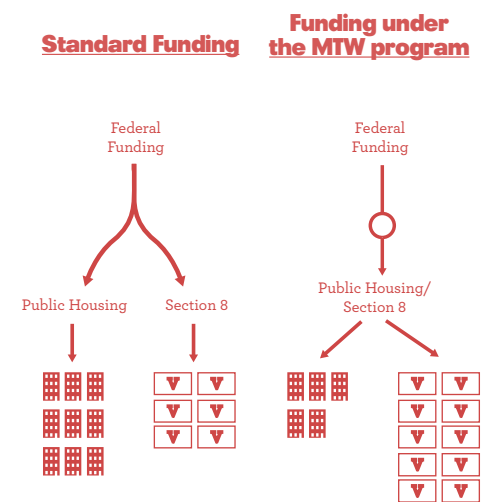 Standard Funding
Funding under
the MTW program
Federal
Funding
Federal
Funding
Public Housing
Section 8
Public Housing/
Section 8
V V
V V
V V
V V
V V
V V
V V
V V